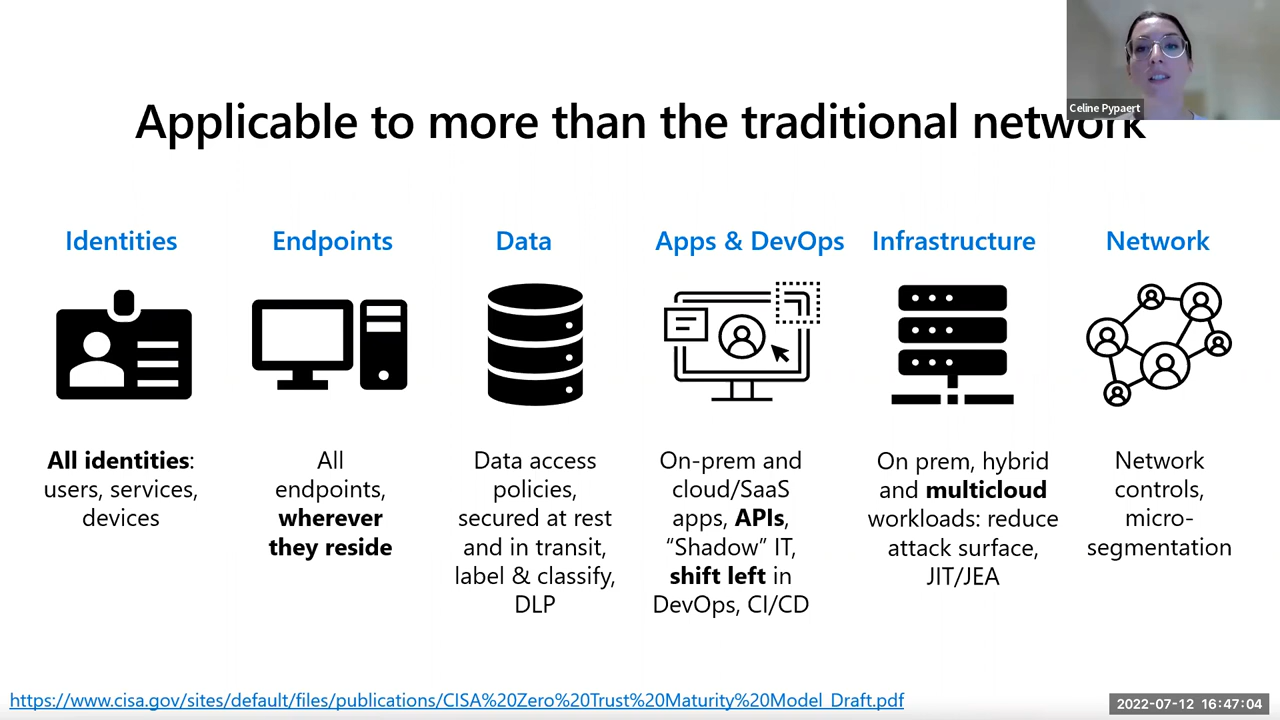 Celine Pypaert
Applicable to more than the traditional network
Identities
All identities:
users, services,
devices
Endpoints
All
endpoints,
wherever
they reside
Data
Data access
policies,
secured at rest
and in transit,
label & classify,
DLP
Apps & DevOps
On-prem and
cloud/SaaS
apps, APIs,
“Shadow” IT,
shift left in
DevOps, CI/CD
Infrastructure
On prem, hybrid
and multicloud
workloads: reduce
attack surface,
JIT/JEA
Network
Network
controls,
micro-
segmentation
https://www.cisa.gov/sites/default/files/publications/CISA%20Zero%20Trust%20Maturity%20Model_Draft.pdf
2022-07-12 16:47:04